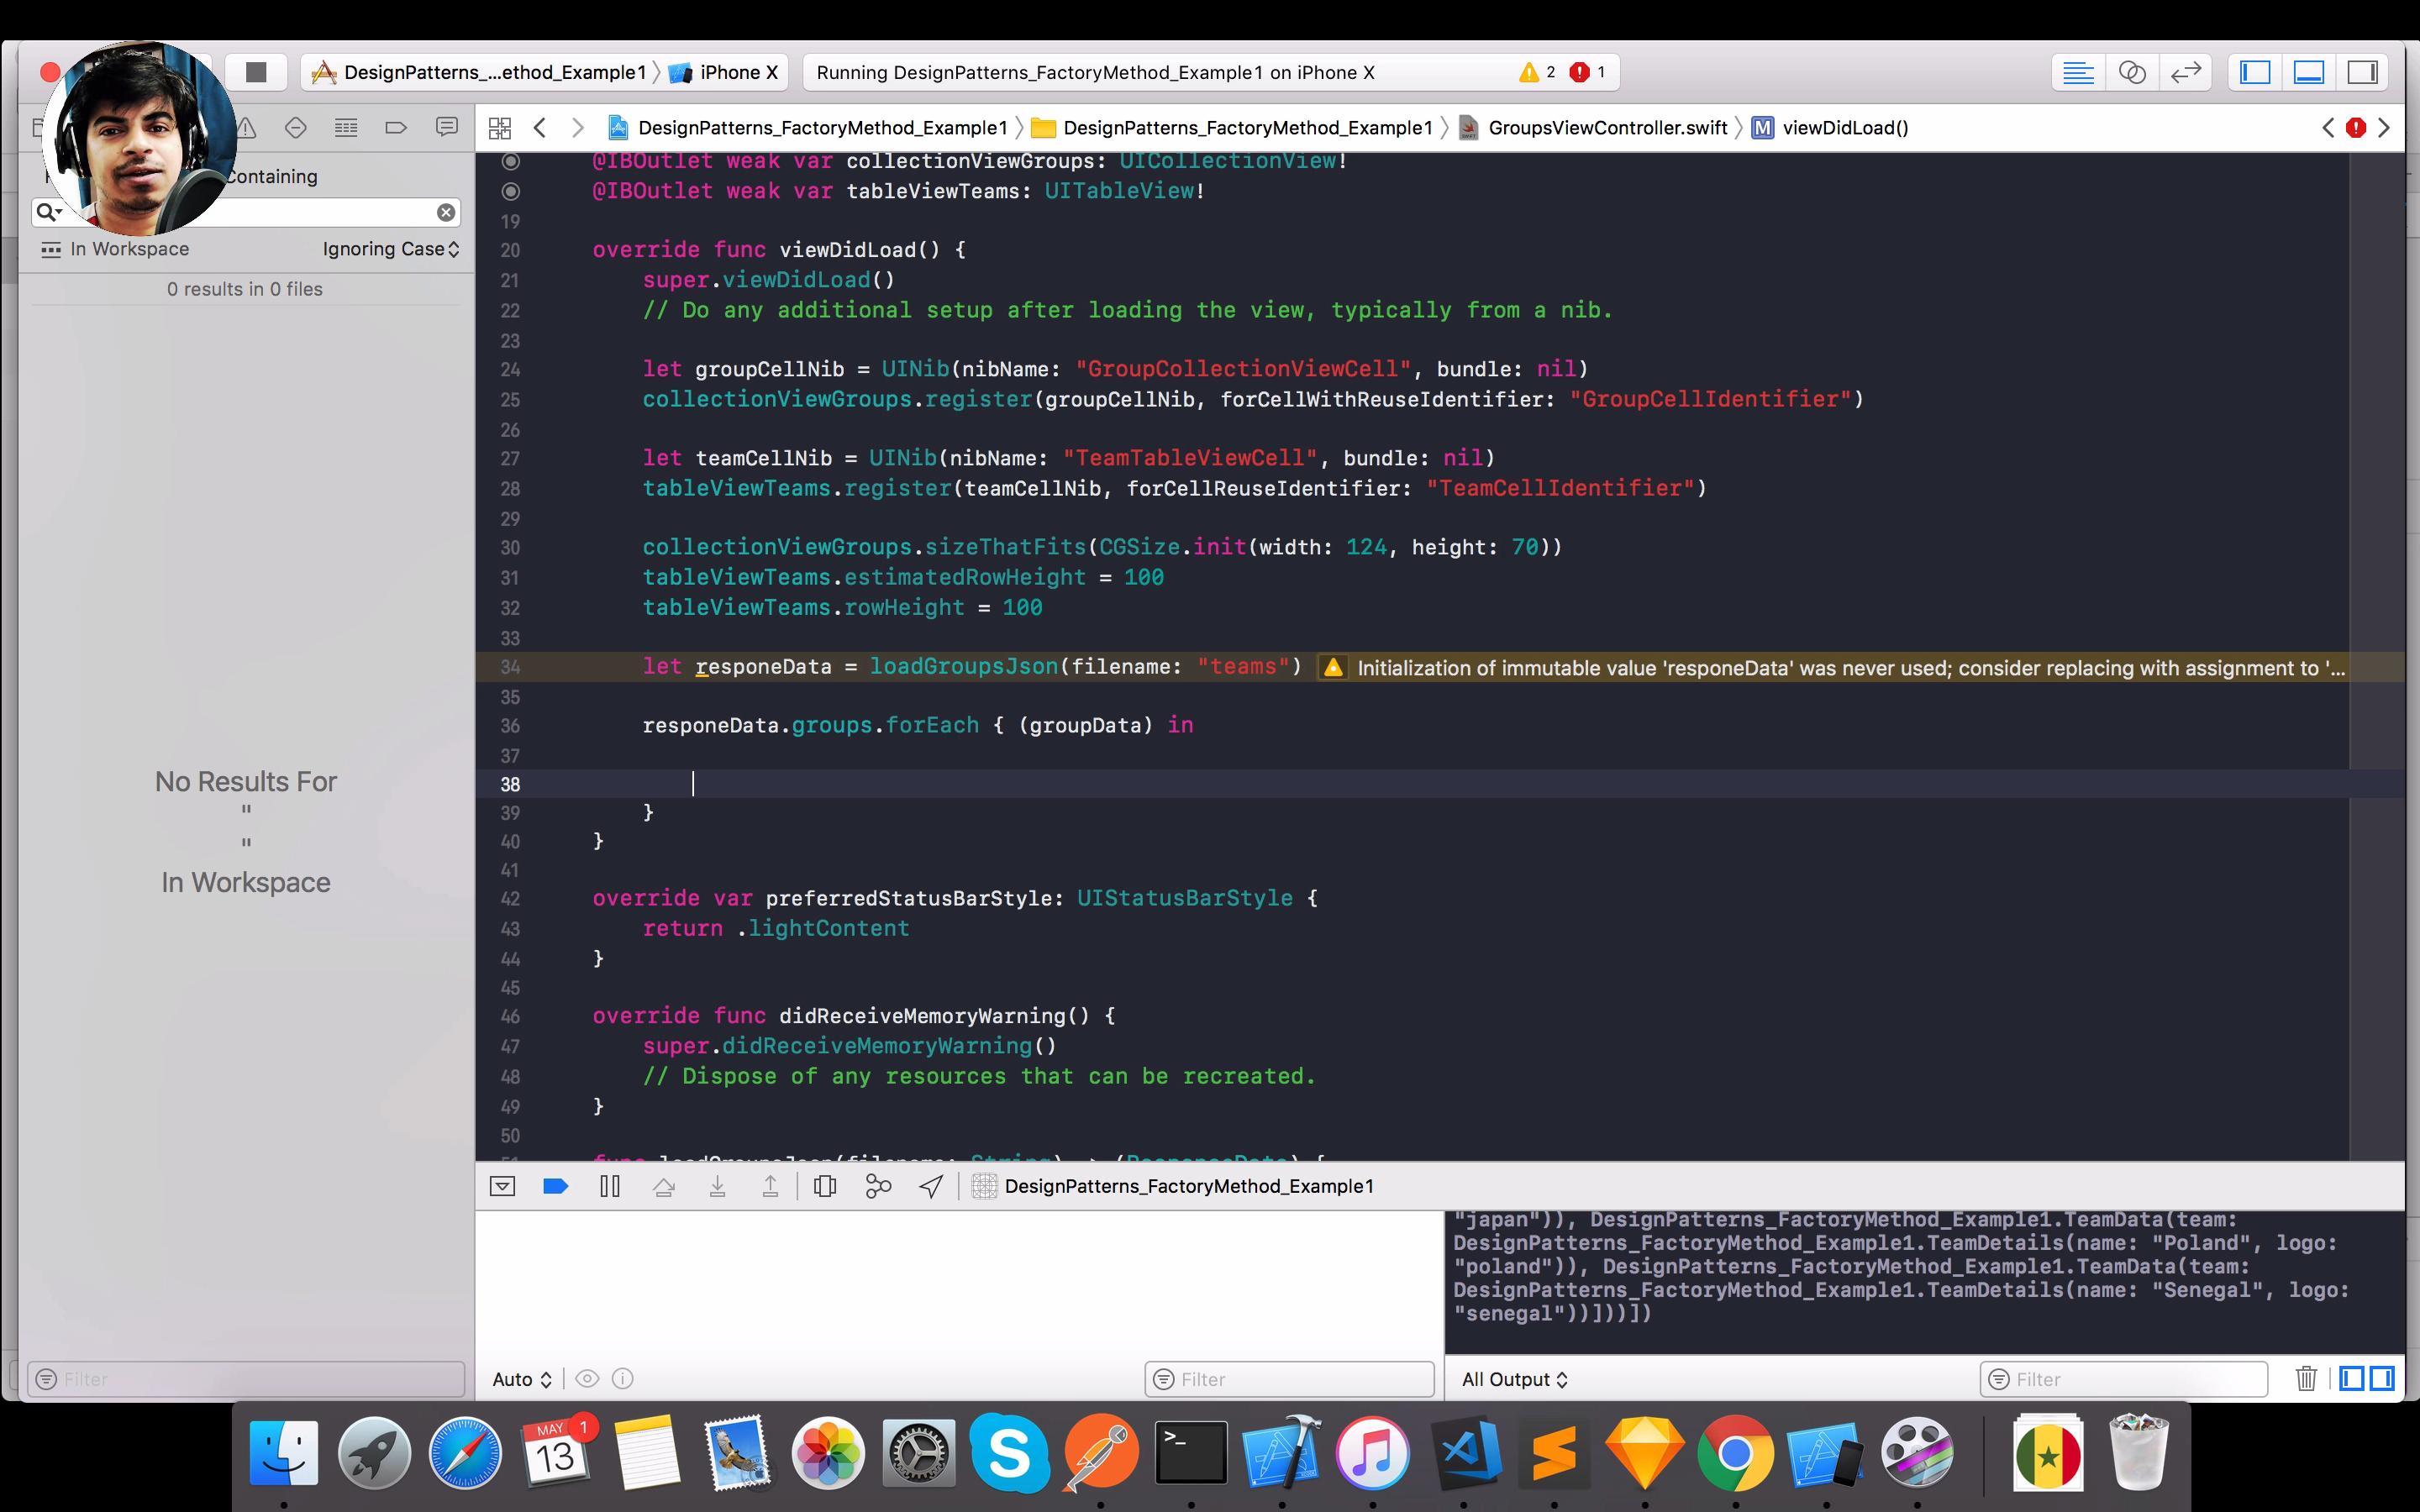 DesignPatterns_...ethod_Example1 iPhone X
Running DesignPatterns_FactoryMethod_Example1 on iPhone X 2 1
DesignPatterns_FactoryMethod_Example1 DesignPatterns_FactoryMethod_Example1 GroupsViewController.swift M viewDidLoad()
Containing
In Workspace Ignoring Case
0 results in 0 files
No Results For
"
"
In Workspace
Filter
@IBOutlet weak var collectionViewGroups: UICollectionView!
@IBOutlet weak var tableViewTeams: UITableView!
19
20 override func viewDidLoad() {
21 super.viewDidLoad()
22 // Do any additional setup after loading the view, typically from a nib.
23
24 let groupCellNib = UINib(nibName: "GroupCollectionViewCell", bundle: nil)
25 collectionViewGroups.register(groupCellNib, forCellWithReuseIdentifier: "GroupCellIdentifier")
26
27 let teamCellNib = UINib(nibName: "TeamTableViewCell", bundle: nil)
28 tableViewTeams.register(teamCellNib, forCellReuseIdentifier: "TeamCellIdentifier")
29
30 collectionViewGroups.sizeThatFits(CGSize.init(width: 124, height: 70))
31 tableViewTeams.estimatedRowHeight = 100
32 tableViewTeams.rowHeight = 100
33
34 let responeData = loadGroupsJson(filename: "teams") Initialization of immutable value 'responeData' was never used; consider replacing with assignment to '...
35
36 responeData.groups.forEach { (groupData) in
37
38
39 }
40 }
41
42 override var preferredStatusBarStyle: UIStatusBarStyle {
43 return .lightContent
44 }
45
46 override func didReceiveMemoryWarning() {
47 super.didReceiveMemoryWarning()
48 // Dispose of any resources that can be recreated.
49 }
50
51 func loadGroupsJson(filename: String) -> (ResponseData) {
DesignPatterns_FactoryMethod_Example1
"japan")), DesignPatterns_FactoryMethod_Example1.TeamData(team:
DesignPatterns_FactoryMethod_Example1.TeamDetails(name: "Poland", logo:
"poland")), DesignPatterns_FactoryMethod_Example1.TeamData(team:
DesignPatterns_FactoryMethod_Example1.TeamDetails(name: "Senegal", logo:
"senegal"))]))])
Auto Filter
All Output Filter
MAY 1
13